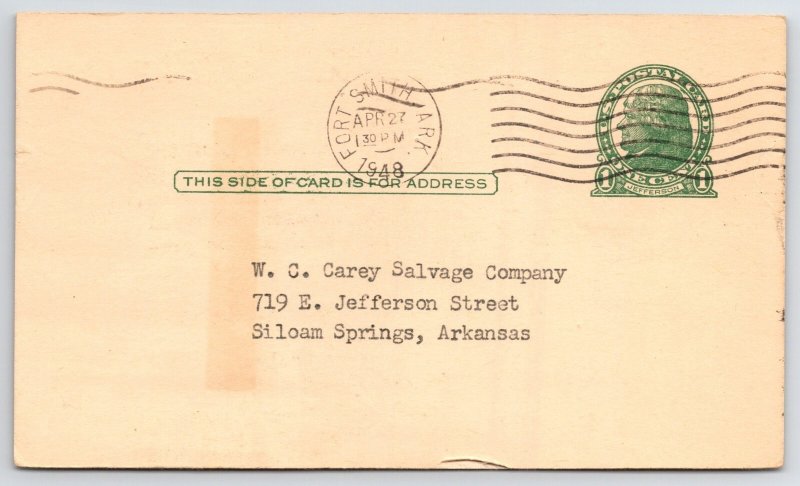 FORT SMITH ARK.
APR 27
1 30 PM
1948
U.S. POSTAL CARD
1 ONE CENT 1
JEFFERSON
THIS SIDE OF CARD IS FOR ADDRESS
W. C. Carey Salvage Company
719 E. Jefferson Street
Siloam Springs, Arkansas